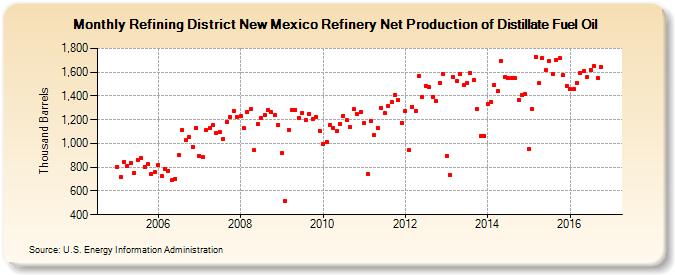 Monthly Refining District New Mexico Refinery Net Production of Distillate Fuel Oil
Thousand Barrels
1,800
1,600
1,400
1,200
1,000
800
600
400
2006 2008 2010 2012 2014 2016
Source: U.S. Energy Information Administration